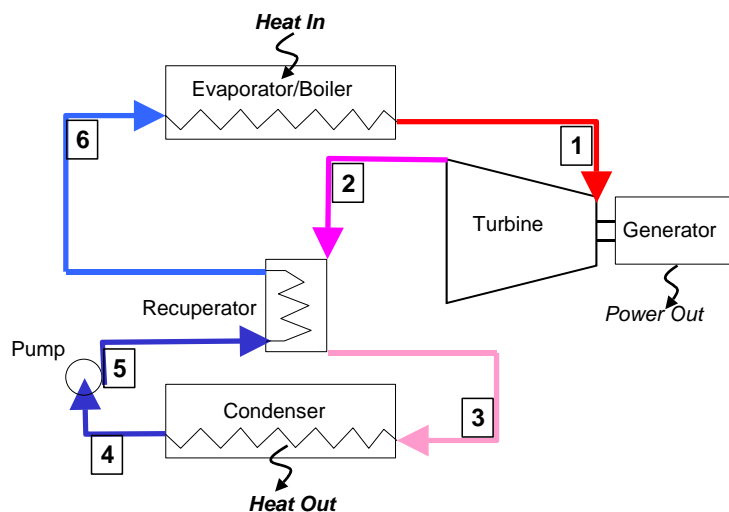 Heat In
Evaporator/Boiler
6
1
2
Turbine
Generator
Recuperator
Power Out
Pump
5
Condenser
3
4
Heat Out